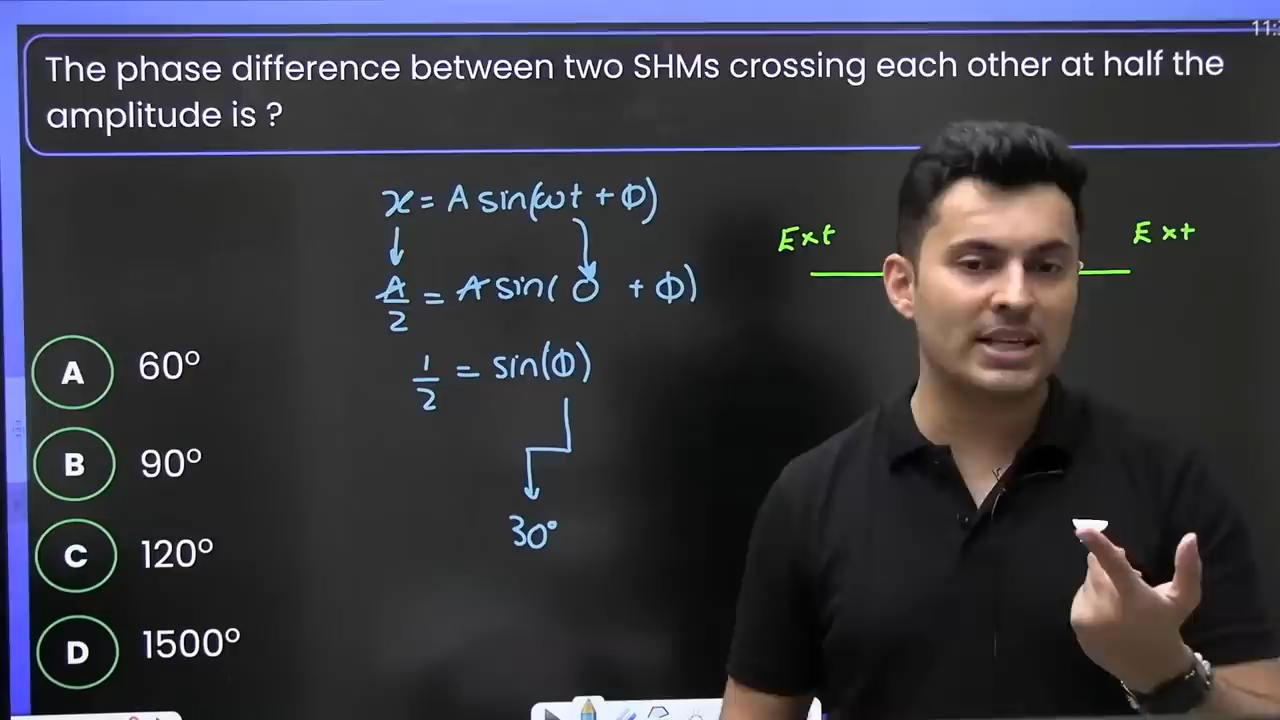 11:
The phase difference between two SHMs crossing each other at half the
amplitude is ?
x = A sin(ωt + Φ)
Ext
Ext
A/2 = A sin( 0 + Φ)
1/2 = sin(Φ)
30°
A 60°
B 90°
C 120°
D 1500°